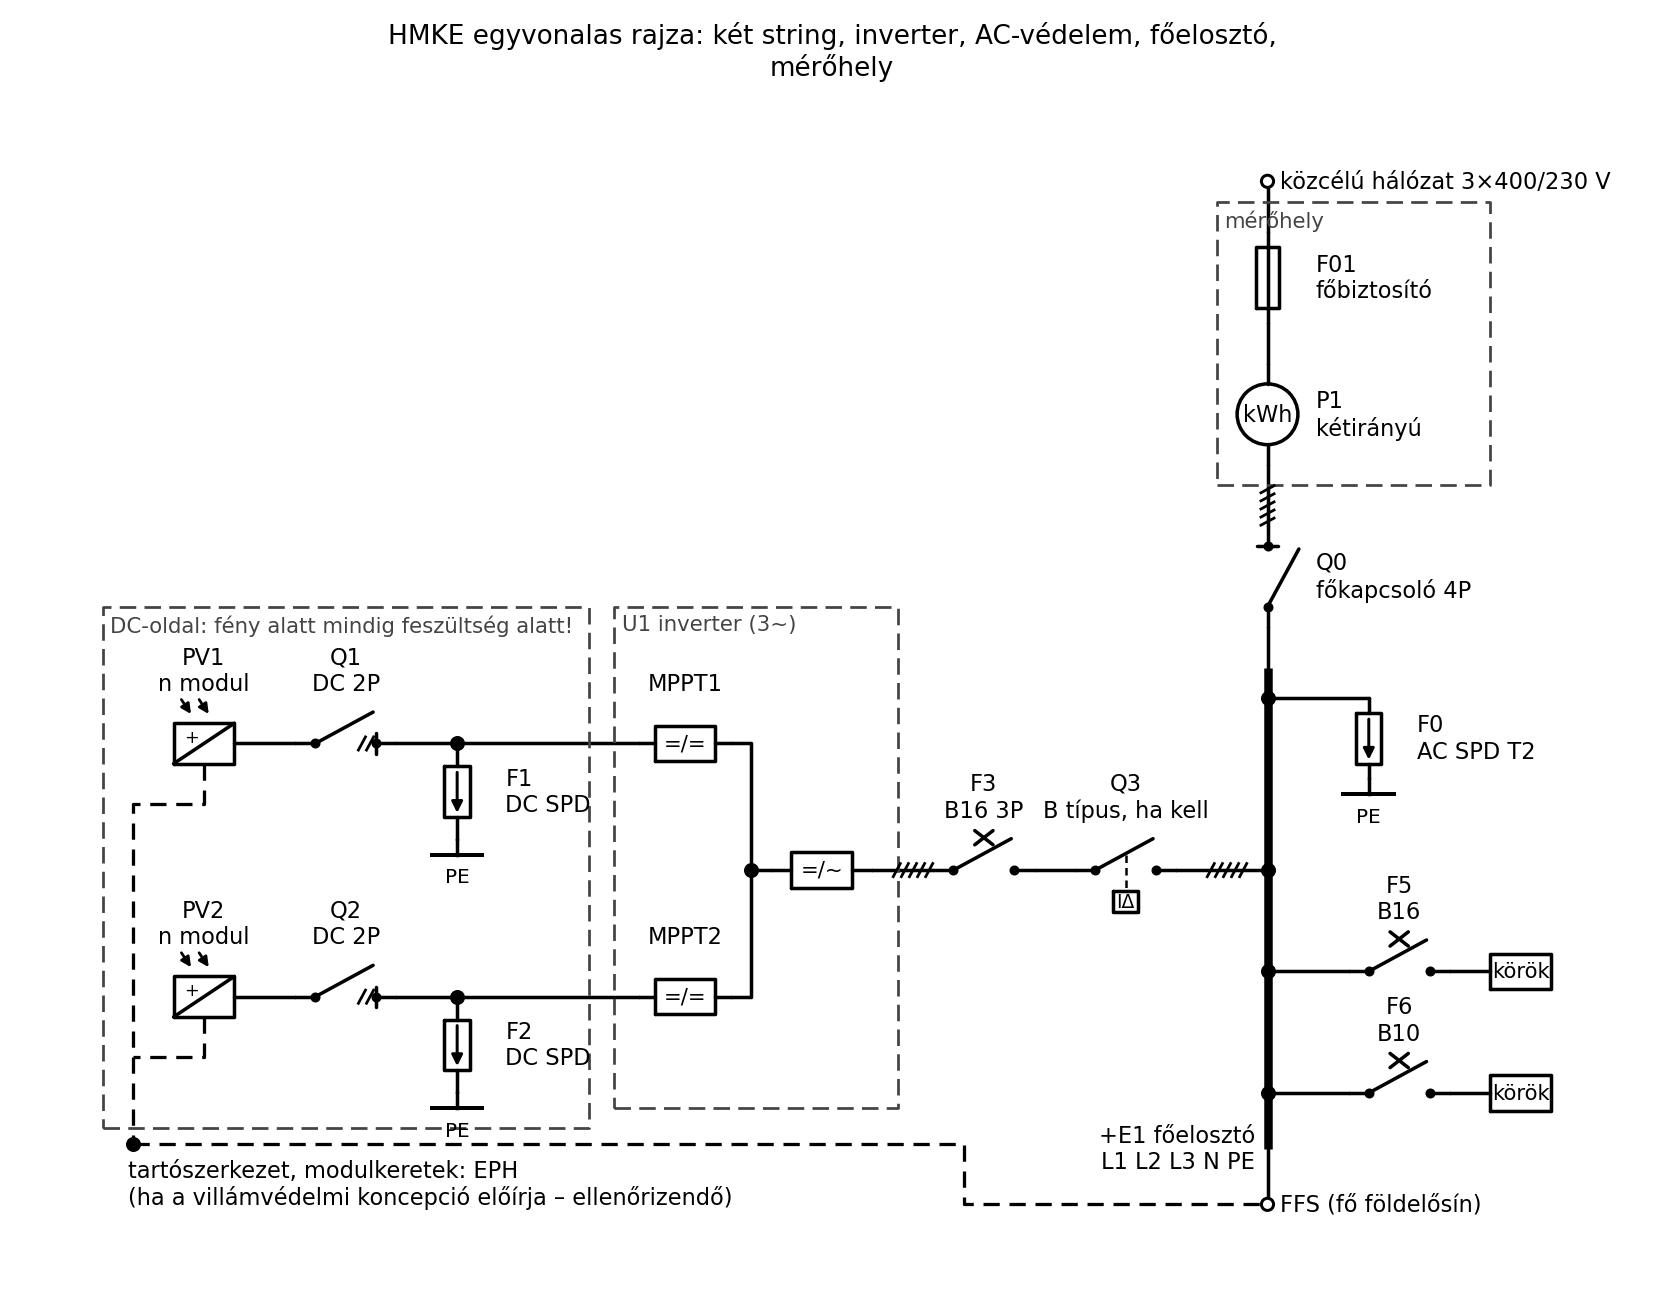 HMKE egyvonalas rajza: két string, inverter, AC-védelem, főelosztó,
mérőhely
közcélú hálózat 3×400/230 V
mérőhely
F01
főbiztosító
kWh
P1
kétirányú
Q0
főkapcsoló 4P
DC-oldal: fény alatt mindig feszültség alatt!
U1 inverter (3~)
PV1
n modul
Q1
DC 2P
MPPT1
+
=/=
F1
DC SPD
PE
F0
AC SPD T2
PE
F3
B16 3P
Q3
B típus, ha kell
=/~
IΔ
PV2
n modul
Q2
DC 2P
MPPT2
+
=/=
F2
DC SPD
PE
F5
B16
körök
F6
B10
körök
+E1 főelosztó
L1 L2 L3 N PE
tartószerkezet, modulkeretek: EPH
(ha a villámvédelmi koncepció előírja – ellenőrizendő)
FFS (fő földelősín)